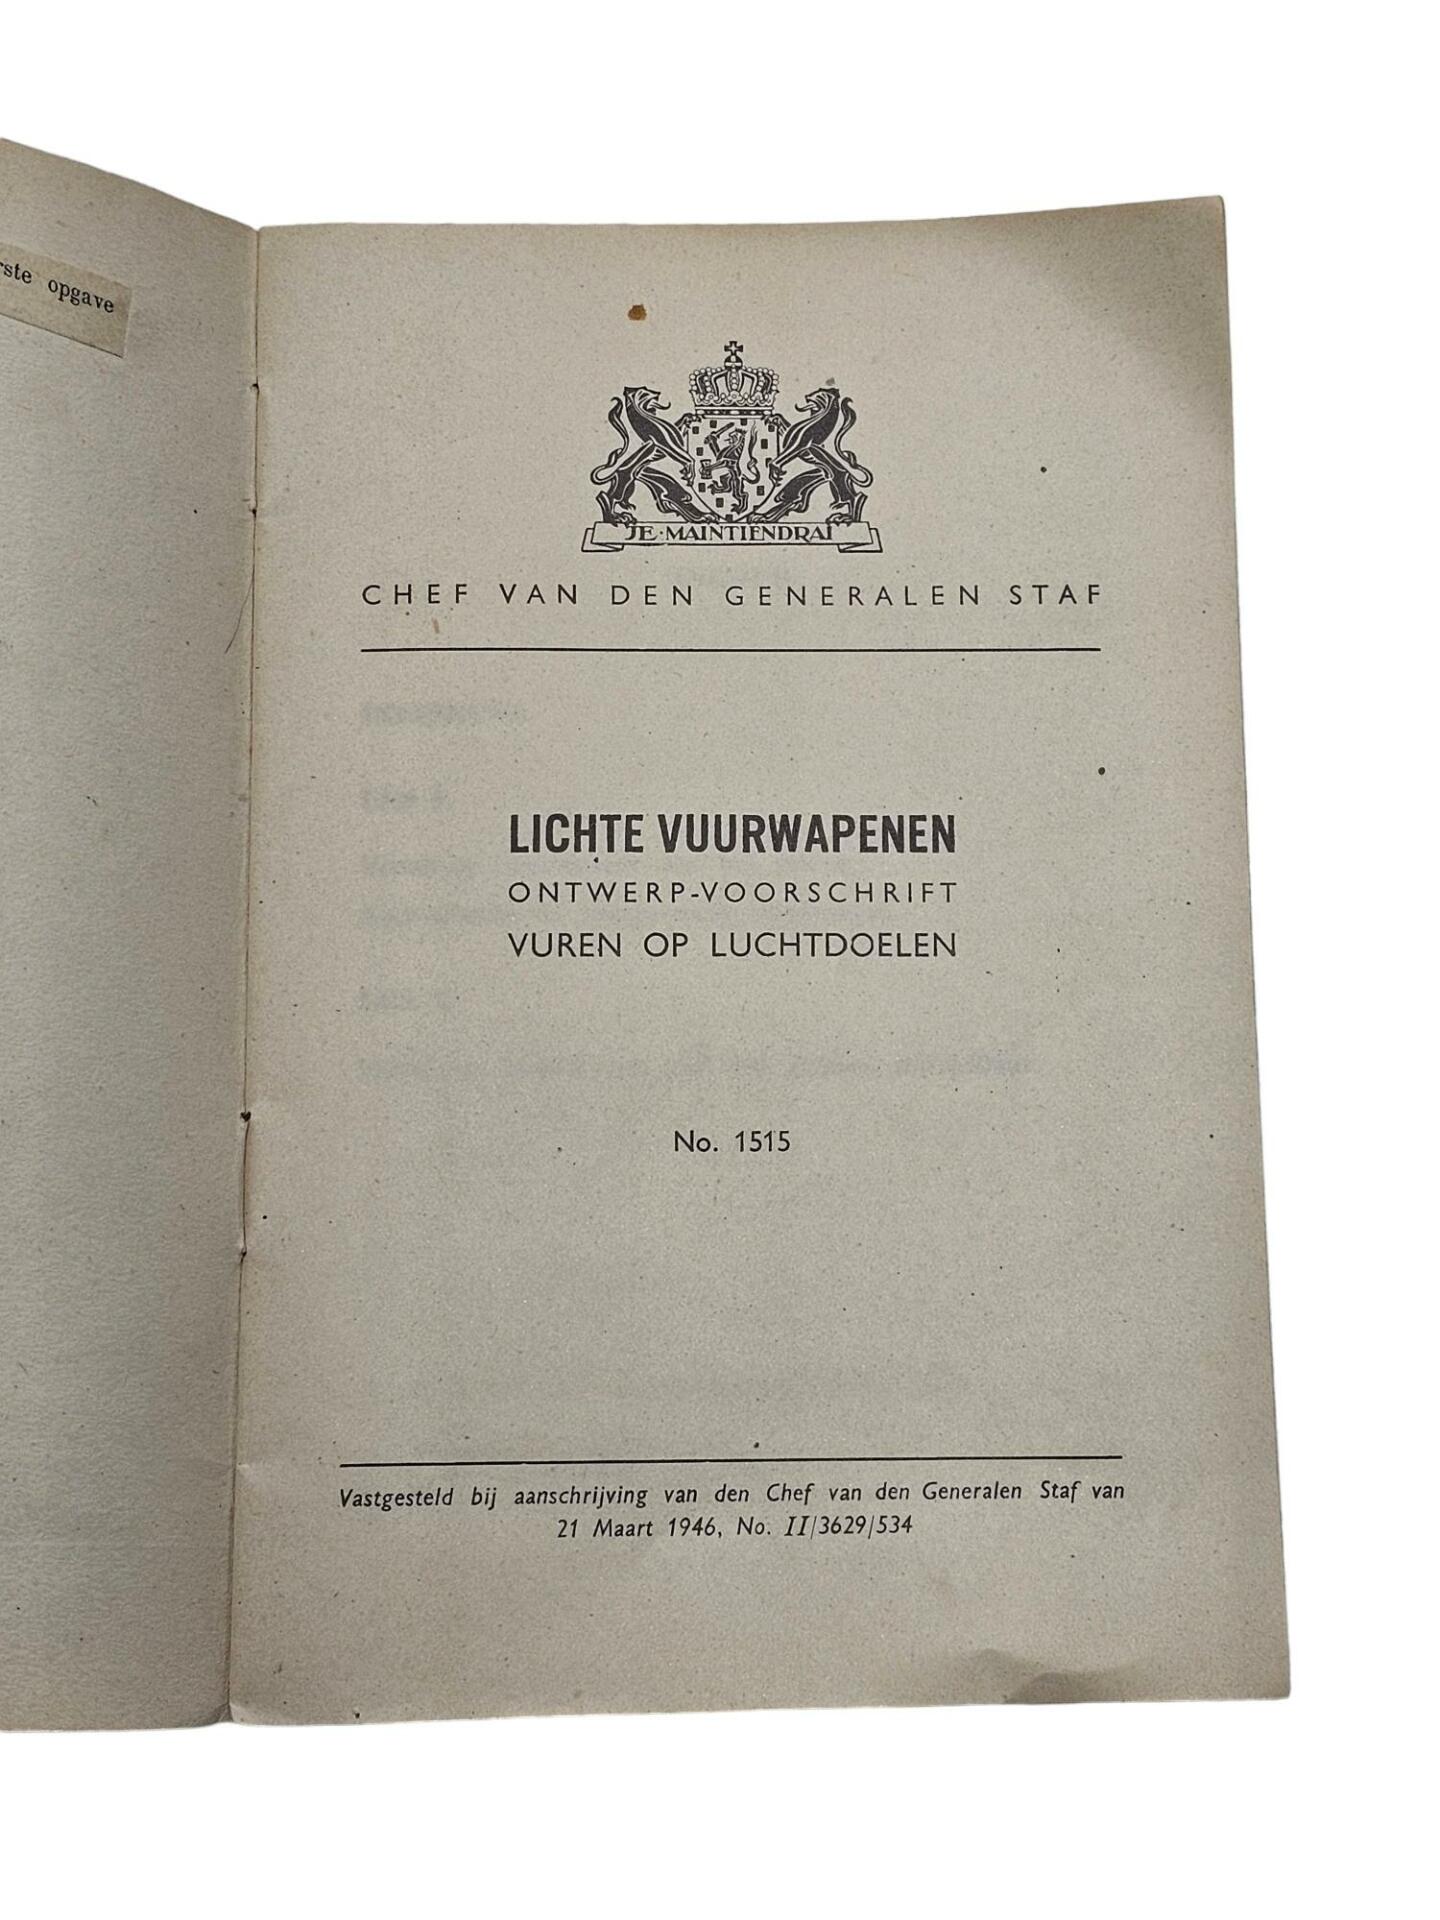 opgave
JE·MAINTIENDRAI
CHEF VAN DEN GENERALEN STAF
LICHTE VUURWAPENEN
ONTWERP-VOORSCHRIFT
VUREN OP LUCHTDOELEN
No. 1515
Vastgesteld bij aanschrijving van den Chef van den Generalen Staf van
21 Maart 1946, No. II/3629/534